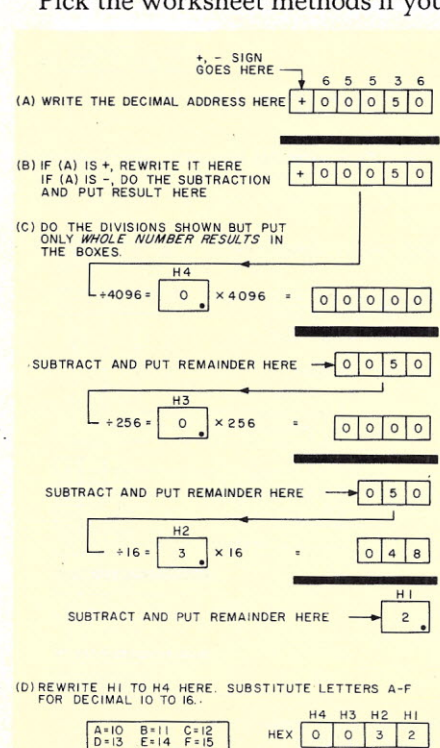 Pick the worksheet methods if you
+, - SIGN
GOES HERE
6 5 5 3 6
(A) WRITE THE DECIMAL ADDRESS HERE + 0 0 0 5 0
(B) IF (A) IS +, REWRITE IT HERE
IF (A) IS -, DO THE SUBTRACTION
AND PUT RESULT HERE
+ 0 0 0 5 0
(C) DO THE DIVISIONS SHOWN BUT PUT
ONLY WHOLE NUMBER RESULTS IN
THE BOXES.
H4
÷4096= 0. ×4096 = 0 0 0 0 0
SUBTRACT AND PUT REMAINDER HERE 0 0 5 0
H3
÷256= 0. ×256 = 0 0 0 0
SUBTRACT AND PUT REMAINDER HERE 0 5 0
H2
÷16= 3. ×16 = 0 4 8
H1
SUBTRACT AND PUT REMAINDER HERE 2.
(D) REWRITE H1 TO H4 HERE. SUBSTITUTE LETTERS A-F
FOR DECIMAL 10 TO 16.
H4 H3 H2 H1
A=10 B=11 C=12
D=13 E=14 F=15
HEX 0 0 3 2